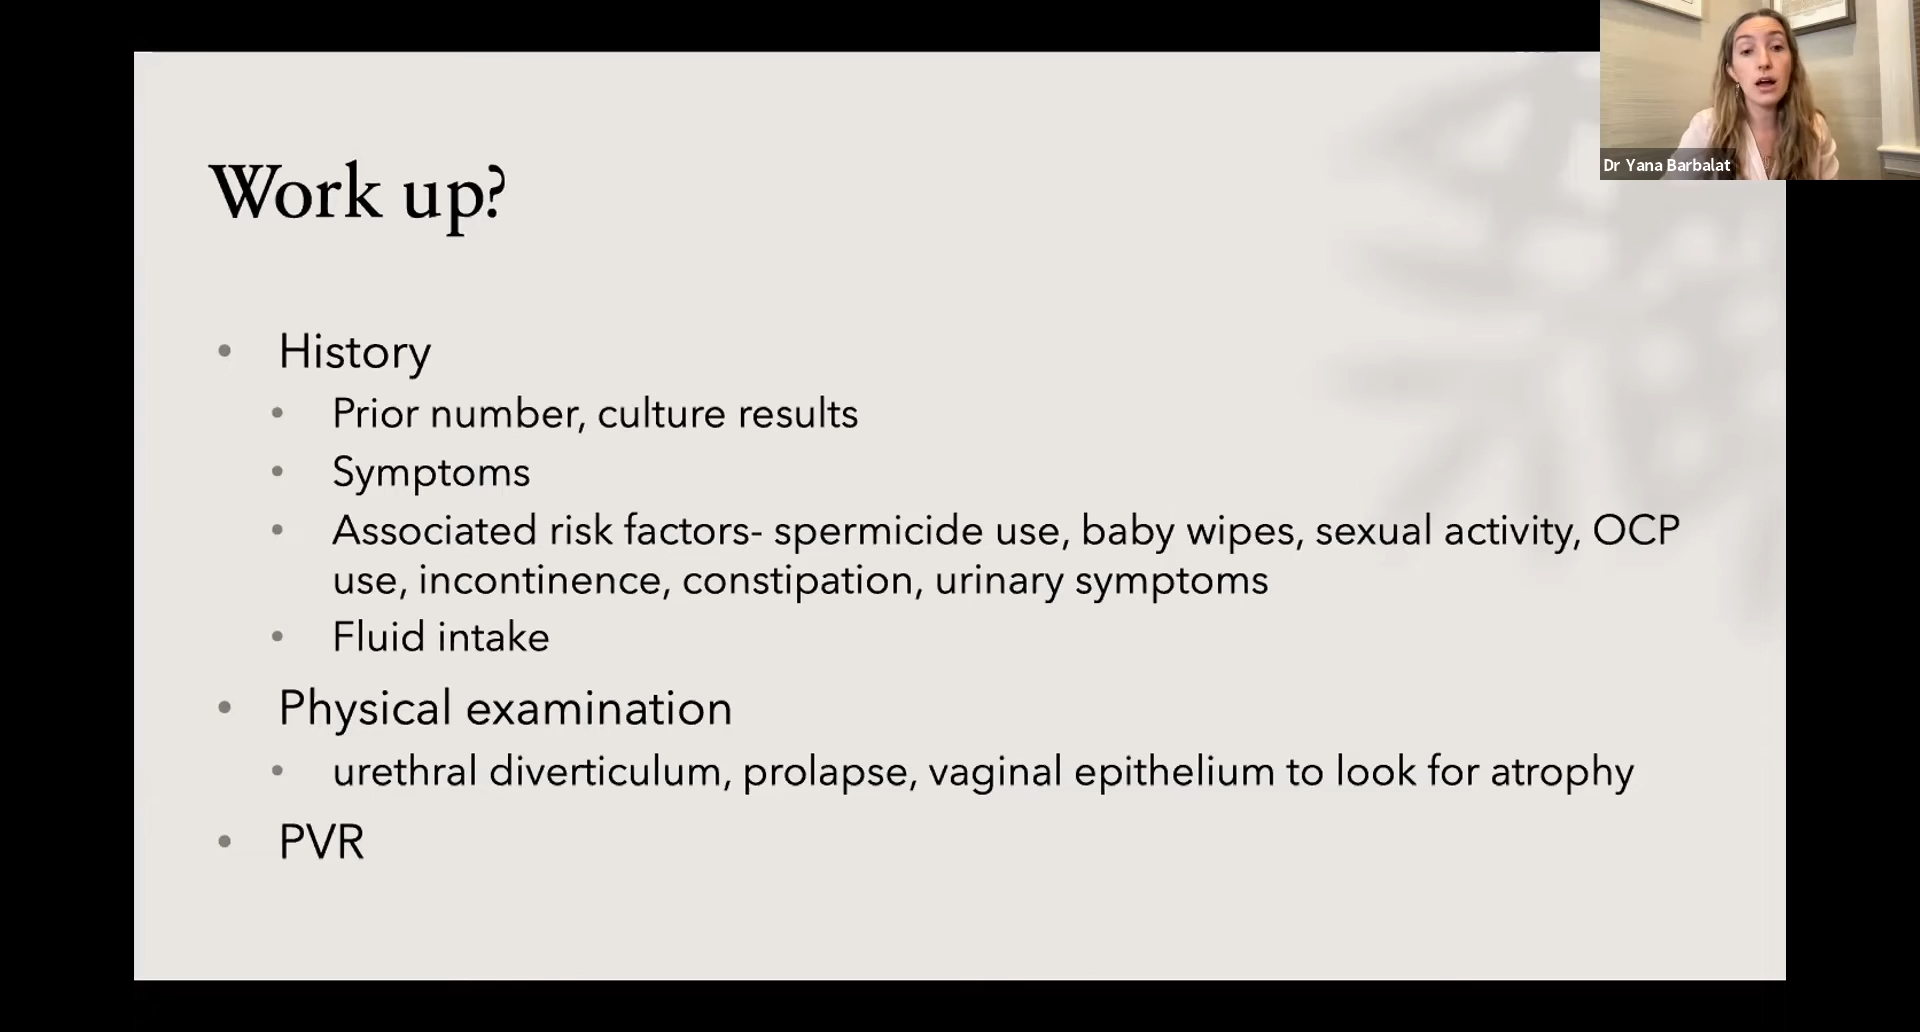 Work up?
• History
• Prior number, culture results
• Symptoms
• Associated risk factors- spermicide use, baby wipes, sexual activity, OCP
use, incontinence, constipation, urinary symptoms
• Fluid intake
• Physical examination
• urethral diverticulum, prolapse, vaginal epithelium to look for atrophy
• PVR
Dr Yana Barbalat